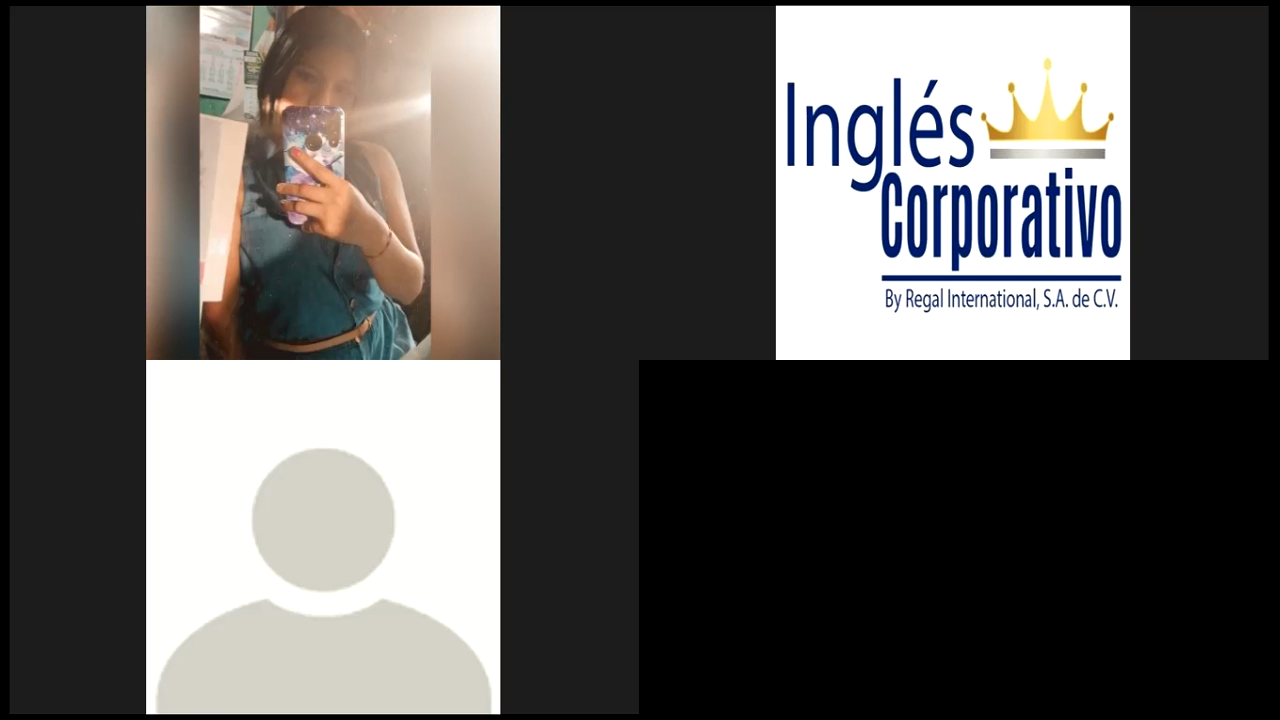 Inglés
Corporativo
By Regal International, S.A. de C.V.